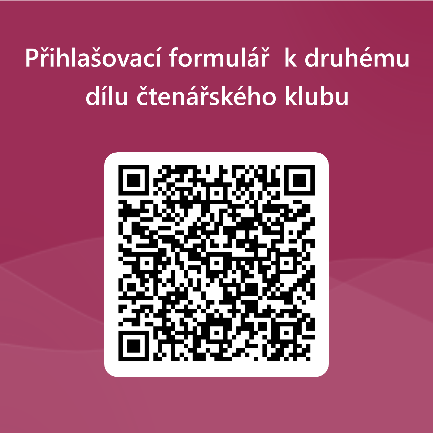 Přihlašovací formulář  k druhému
dílu čtenářského klubu